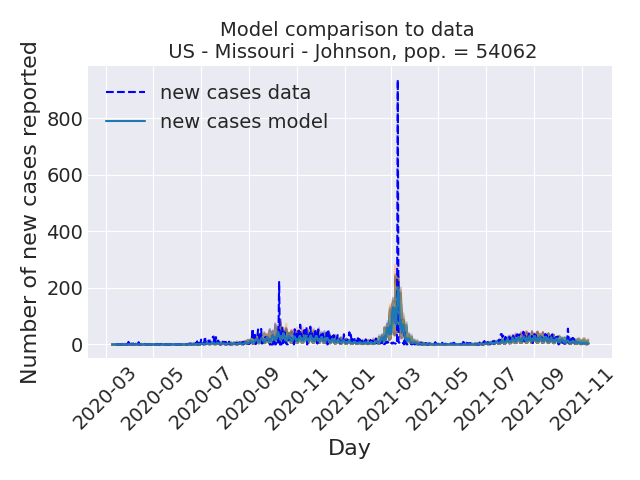 Model comparison to data
US - Missouri - Johnson, pop. = 54062
Number of new cases reported
800
600
400
200
0
new cases data
new cases model
2020-03
2020-05
2020-07
2020-09
2020-11
2021-01
2021-03
2021-05
2021-07
2021-09
2021-11
Day